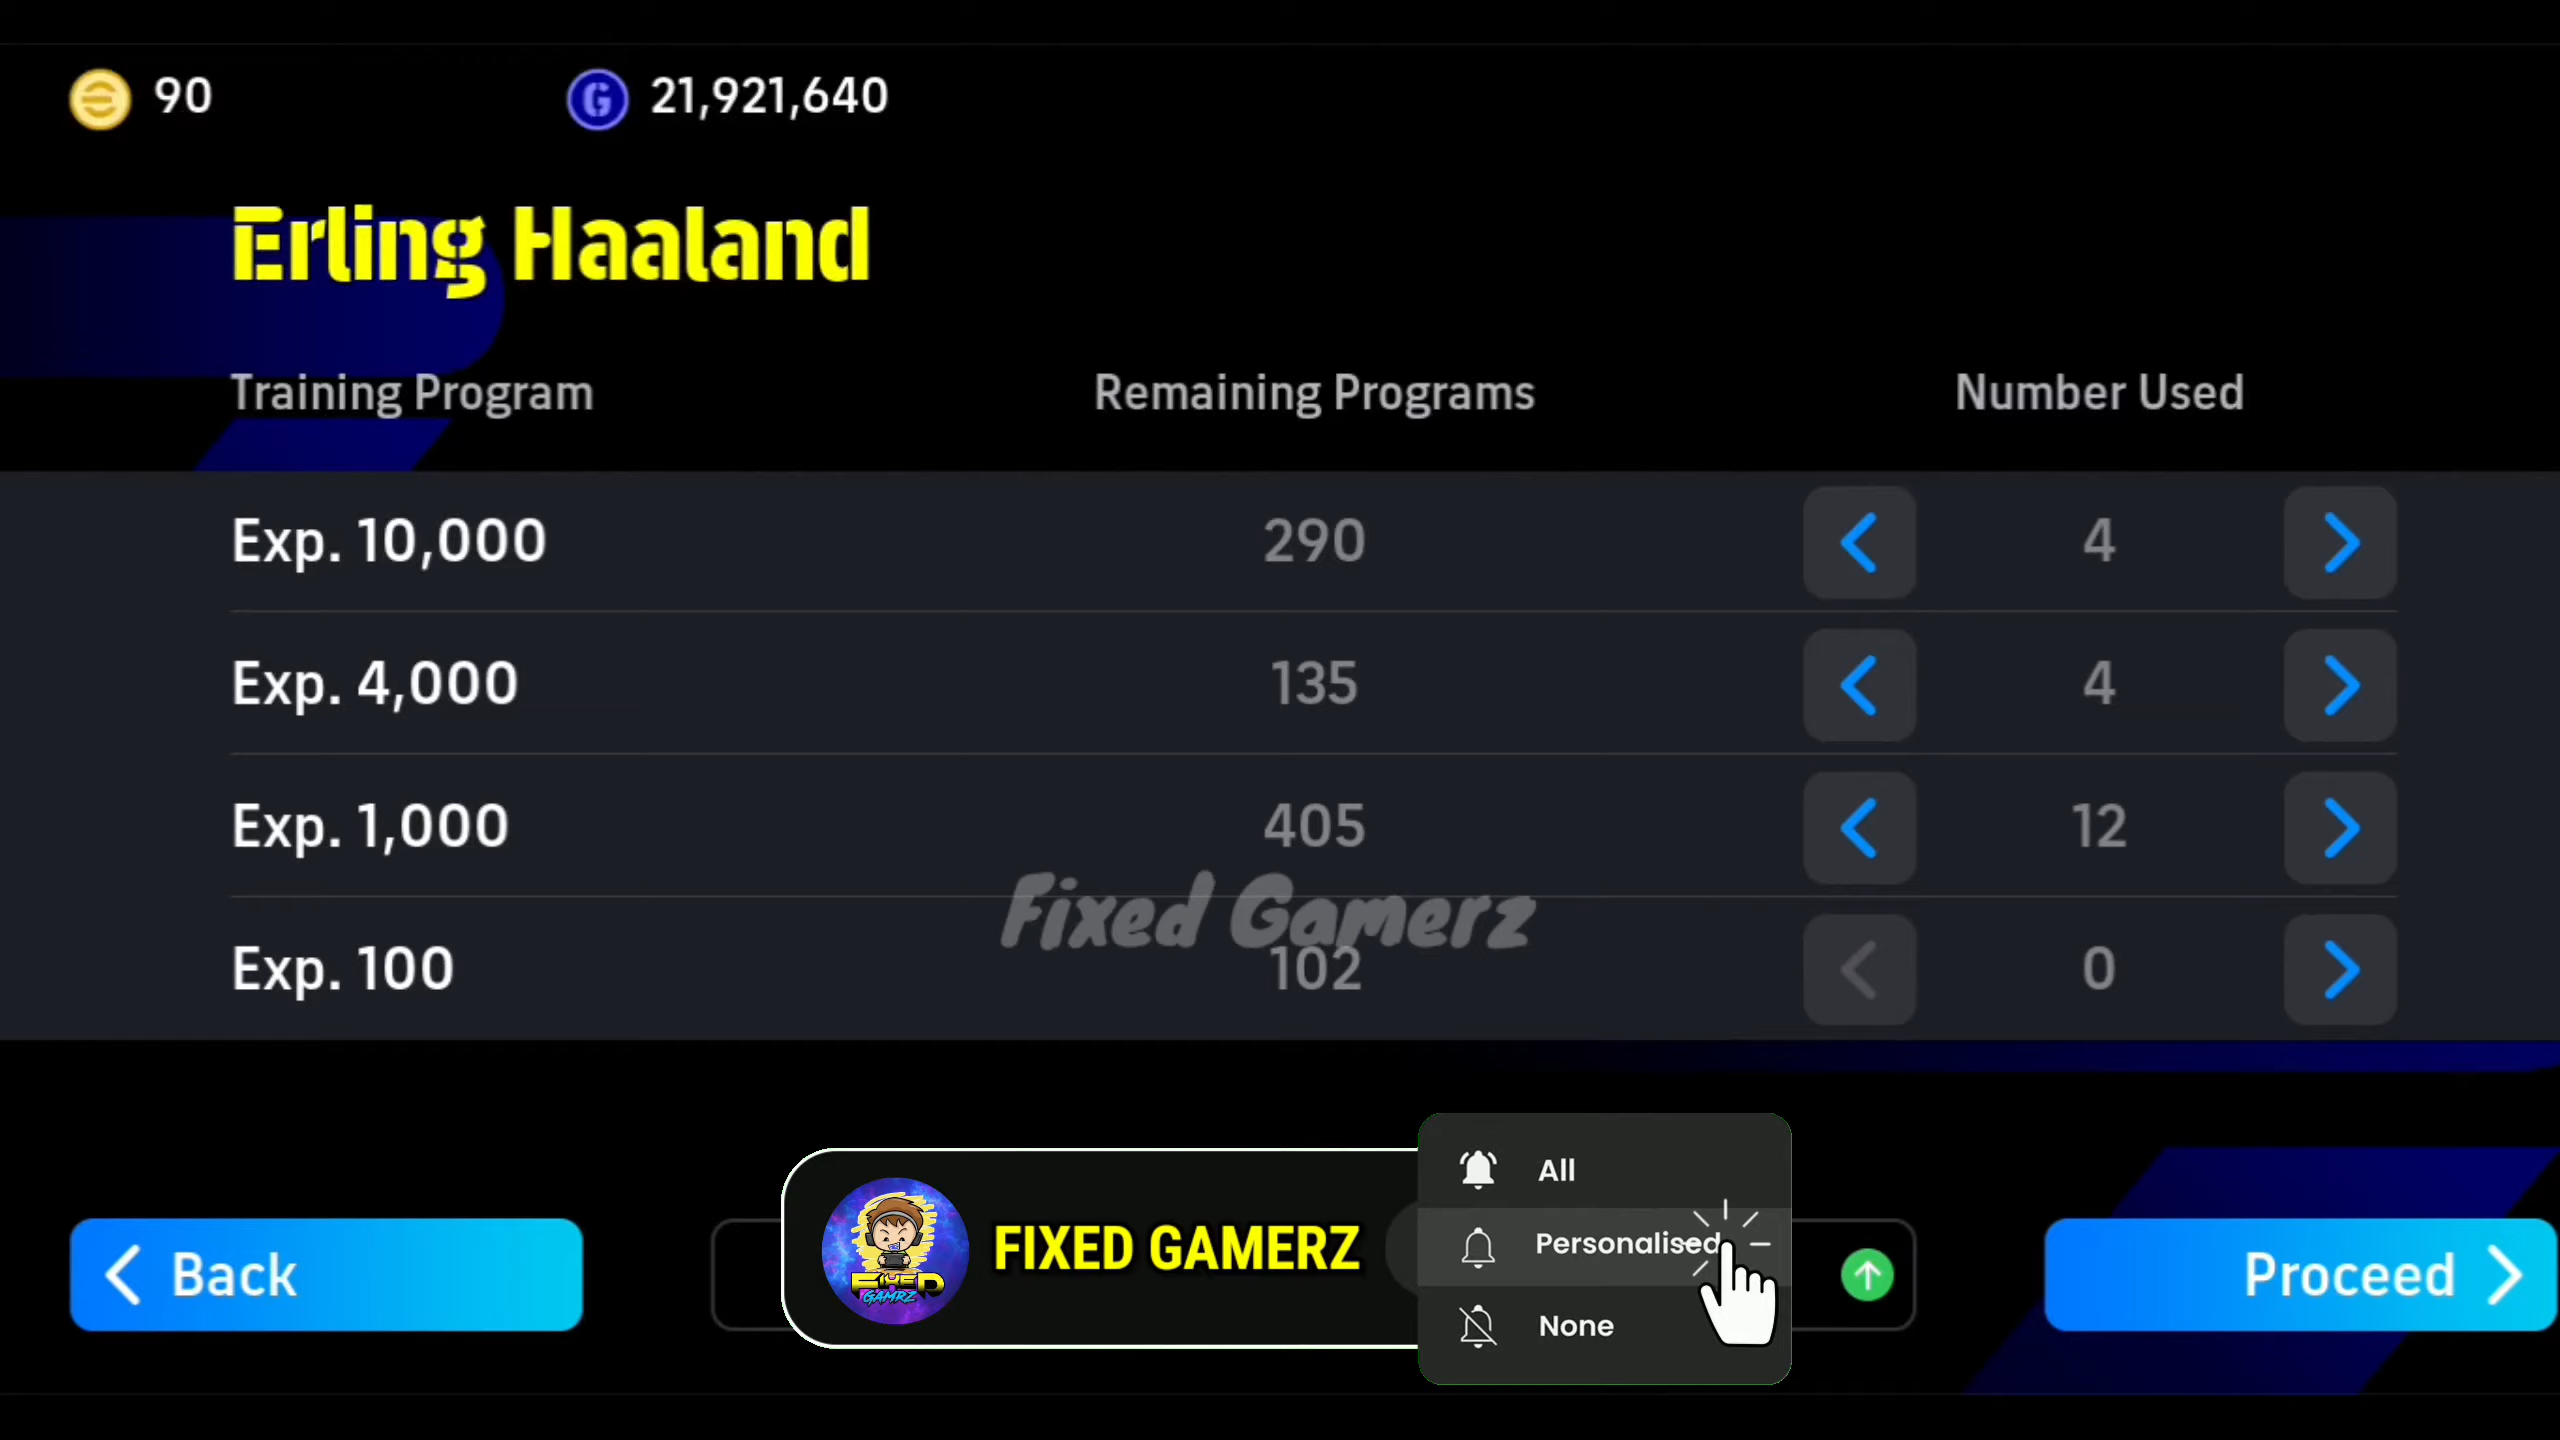 90
G 21,921,640
Erling Haaland
Training Program Remaining Programs Number Used
Exp. 10,000 290 4
Exp. 4,000 135 4
Exp. 1,000 405 12
Fixed Gamerz
Exp. 100 102 0
All
FIXED GAMERZ Personalised
FIXED
GAMRZ
Back Proceed
None